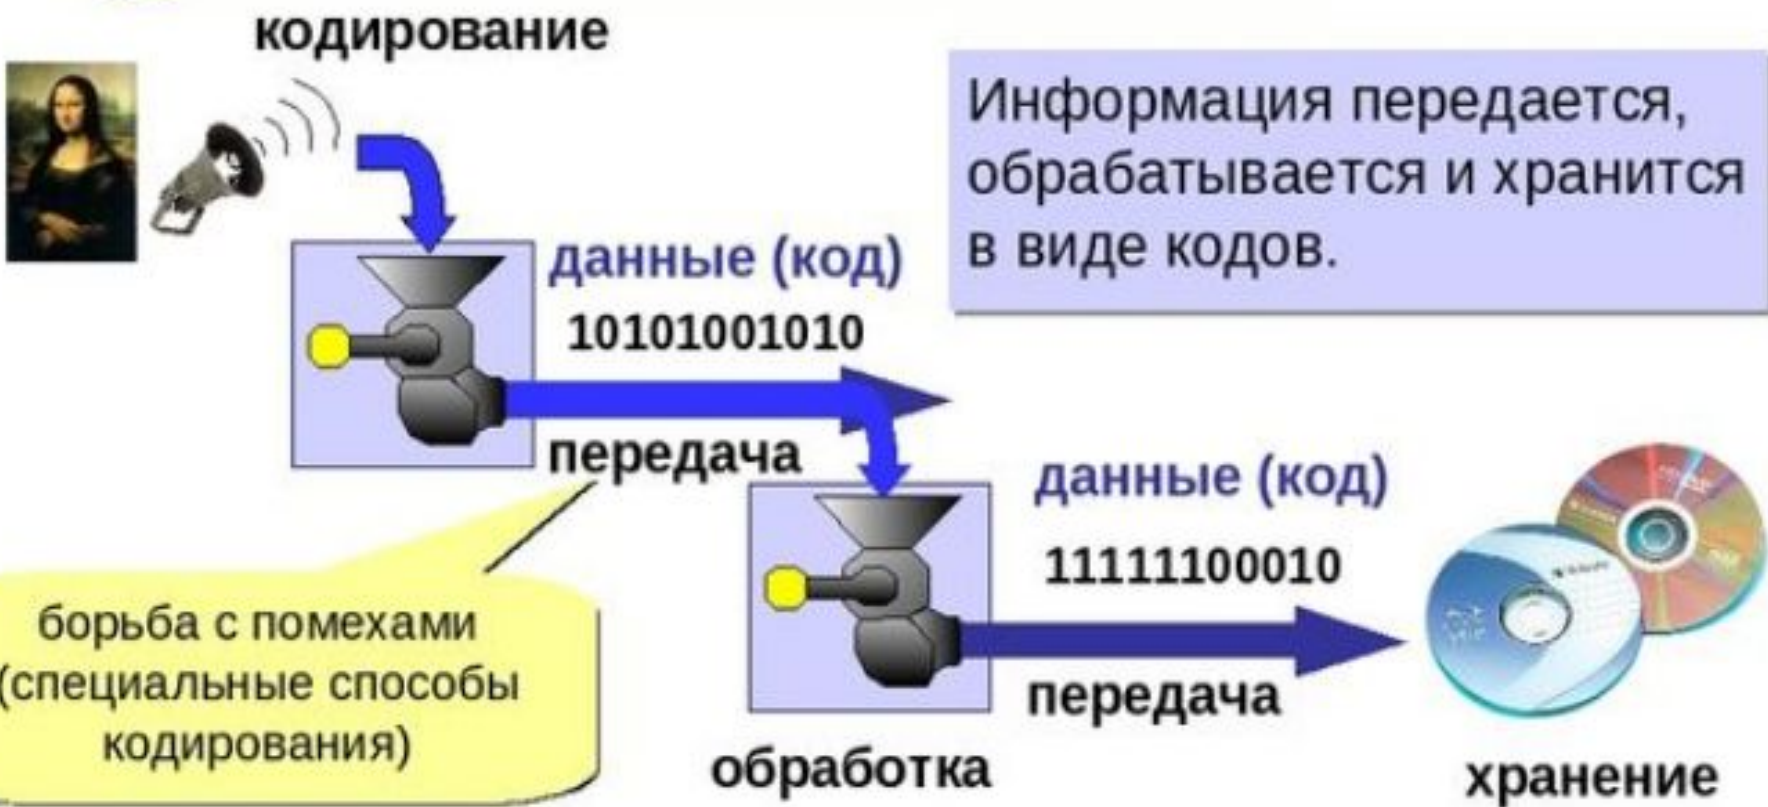 кодирование
Информация передается,
обрабатывается и хранится
в виде кодов.
данные (код)
10101001010
передача
данные (код)
11111100010
передача
борьба с помехами
(специальные способы
кодирования)
обработка
хранение